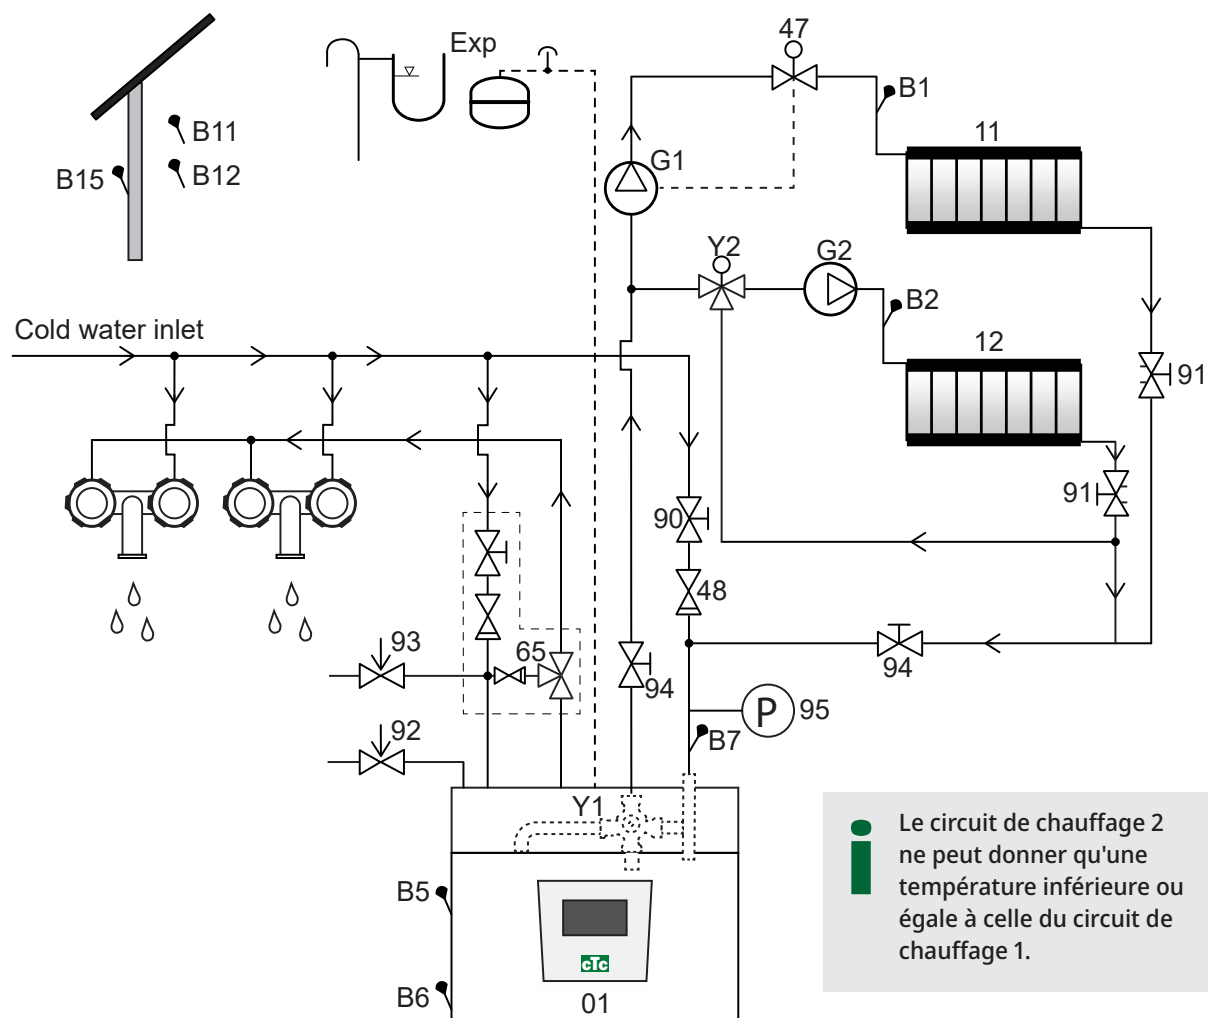 47
Exp
B1
B11
11
G1
B12
B15
Y2
G2
B2
Cold water inlet
12
91
91
90
48
65
93
94
94
P
95
92
B7
Y1
Le circuit de chauffage 2
ne peut donner qu'une
température inférieure ou
égale à celle du circuit de
chauffage 1.
B5
cTc
B6
01